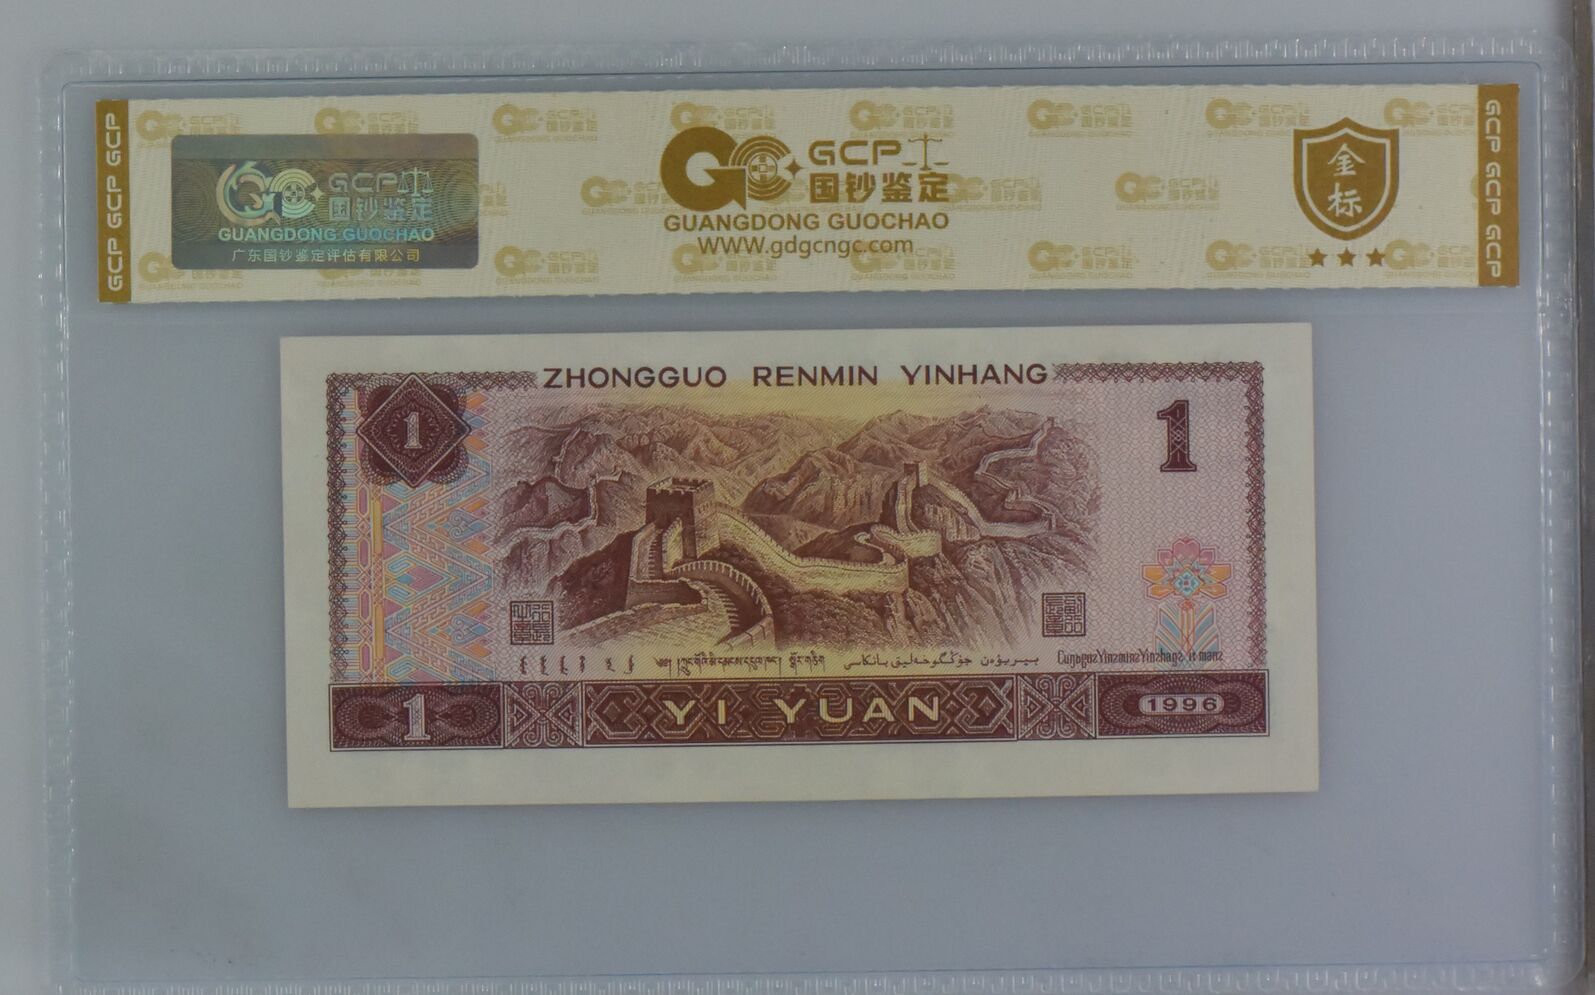 GCP GCP GCP
GCP
国钞鉴定
GUANGDONG GUOCHAO
广东国钞鉴定评估有限公司
GCP
国钞鉴定
GUANGDONG GUOCHAO
WWW.gdgcngc.com
金
标
GCP GCP GCP
ZHONGGUO RENMIN YINHANG
1
1
1
YI YUAN
1996